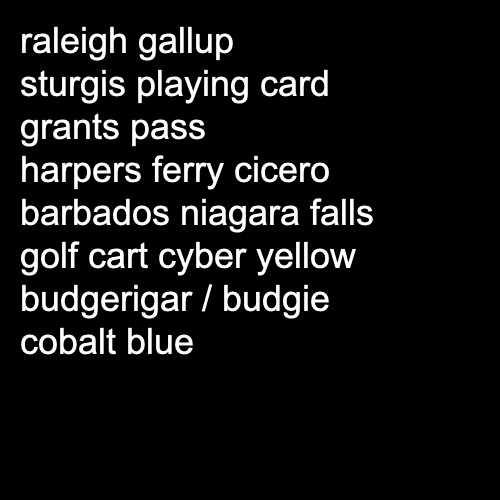 raleigh gallup
sturgis playing card
grants pass
harpers ferry cicero
barbados niagara falls
golf cart cyber yellow
budgerigar / budgie
cobalt blue